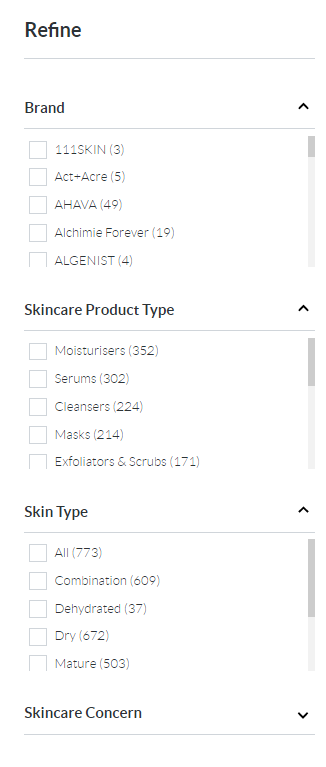 Refine
Brand
111SKIN (3)
Act+Acre (5)
AHAVA (49)
Alchimie Forever (19)
ALGENIST (4)
Skincare Product Type
Moisturisers (352)
Serums (302)
Cleansers (224)
Masks (214)
Exfoliators & Scrubs (171)
Skin Type
All (773)
Combination (609)
Dehydrated (37)
Dry (672)
Mature (503)
Skincare Concern